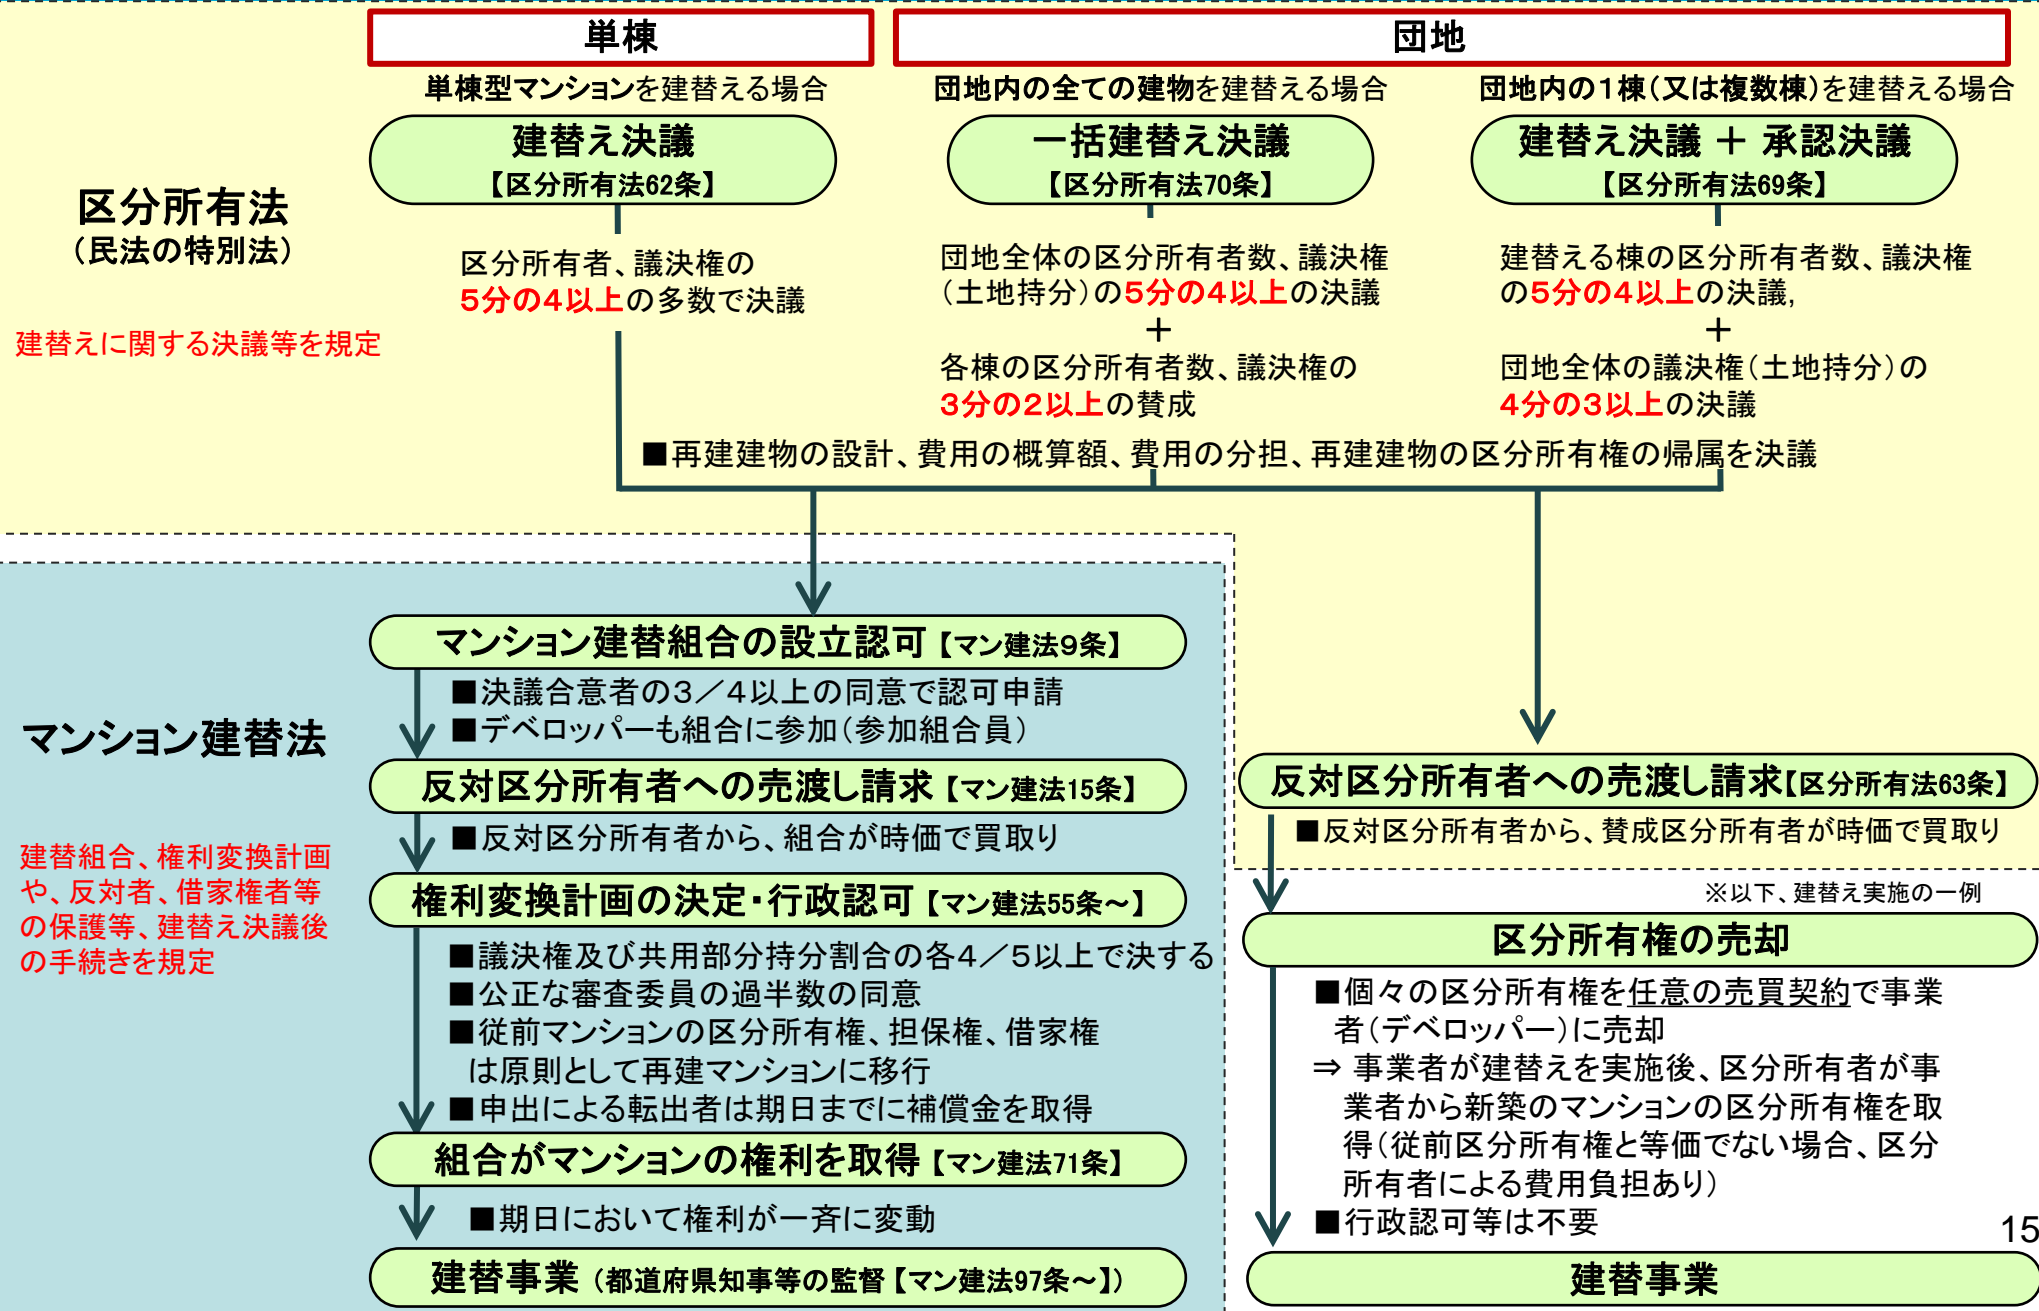 単棟
団地
単棟型マンションを建替える場合
団地内の全ての建物を建替える場合
団地内の1棟(又は複数棟)を建替える場合
建替え決議
【区分所有法62条】
一括建替え決議
【区分所有法70条】
建替え決議 + 承認決議
【区分所有法69条】
区分所有法
(民法の特別法)
建替えに関する決議等を規定
区分所有者、議決権の
5分の4以上の多数で決議
団地全体の区分所有者数、議決権
(土地持分)の5分の4以上の決議
+
各棟の区分所有者数、議決権の
3分の2以上の賛成
建替える棟の区分所有者数、議決権
の5分の4以上の決議,
+
団地全体の議決権(土地持分)の
4分の3以上の決議
■再建建物の設計、費用の概算額、費用の分担、再建建物の区分所有権の帰属を決議
マンション建替法
建替組合、権利変換計画
や、反対者、借家権者等
の保護等、建替え決議後
の手続きを規定
マンション建替組合の設立認可【マン建法9条】
■決議合意者の3/4以上の同意で認可申請
■デベロッパーも組合に参加(参加組合員)
反対区分所有者への売渡し請求【マン建法15条】
■反対区分所有者から、組合が時価で買取り
権利変換計画の決定・行政認可【マン建法55条~】
■議決権及び共用部分持分割合の各4/5以上で決する
■公正な審査委員の過半数の同意
■従前マンションの区分所有権、担保権、借家権
は原則として再建マンションに移行
■申出による転出者は期日までに補償金を取得
組合がマンションの権利を取得【マン建法71条】
■期日において権利が一斉に変動
建替事業(都道府県知事等の監督【マン建法97条~】)
反対区分所有者への売渡し請求【区分所有法63条】
■反対区分所有者から、賛成区分所有者が時価で買取り
※以下、建替え実施の一例
区分所有権の売却
■個々の区分所有権を任意の売買契約で事業
者(デベロッパー)に売却
⇒ 事業者が建替えを実施後、区分所有者が事
業者から新築のマンションの区分所有権を取
得(従前区分所有権と等価でない場合、区分
所有者による費用負担あり)
■行政認可等は不要
建替事業
15